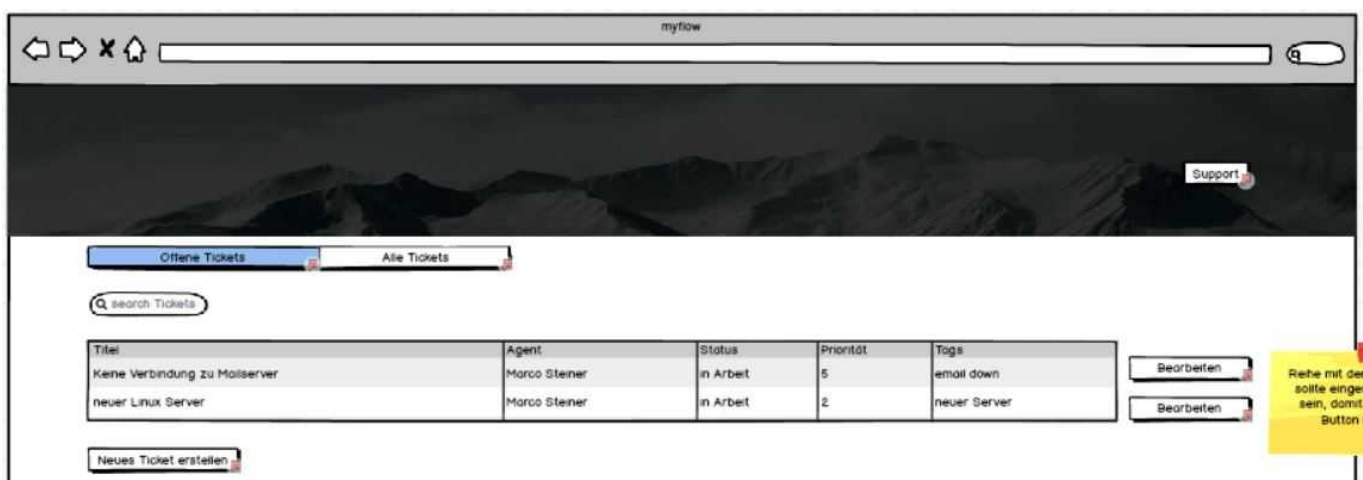 myflow
Support
Offene Tickets Alle Tickets
search Tickets
Titel Agent Status Priorität Tags
Keine Verbindung zu Mailserver Marco Steiner in Arbeit 5 email down Bearbeiten
neuer Linux Server Marco Steiner in Arbeit 2 neuer Server Bearbeiten
Reihe mit
sollte
sein, damit
Button
Neues Ticket erstellen